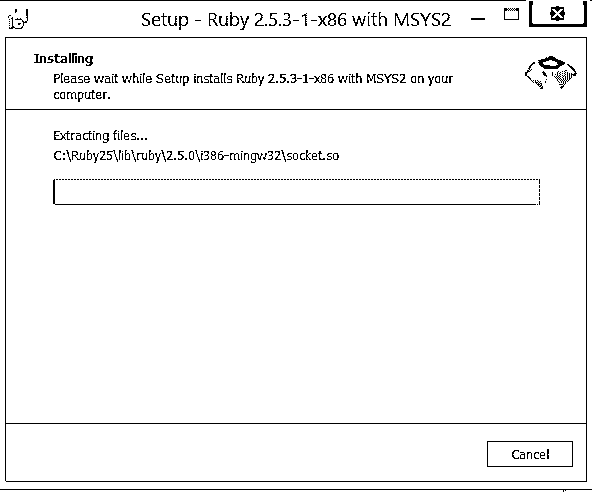 Setup - Ruby 2.5.3-1-x86 with MSYS2
Installing
Please wait while Setup installs Ruby 2.5.3-1-x86 with MSYS2 on your
computer.
Extracting files...
C:\Ruby25\lib\ruby\2.5.0\i386-mingw32\socket.so
Cancel